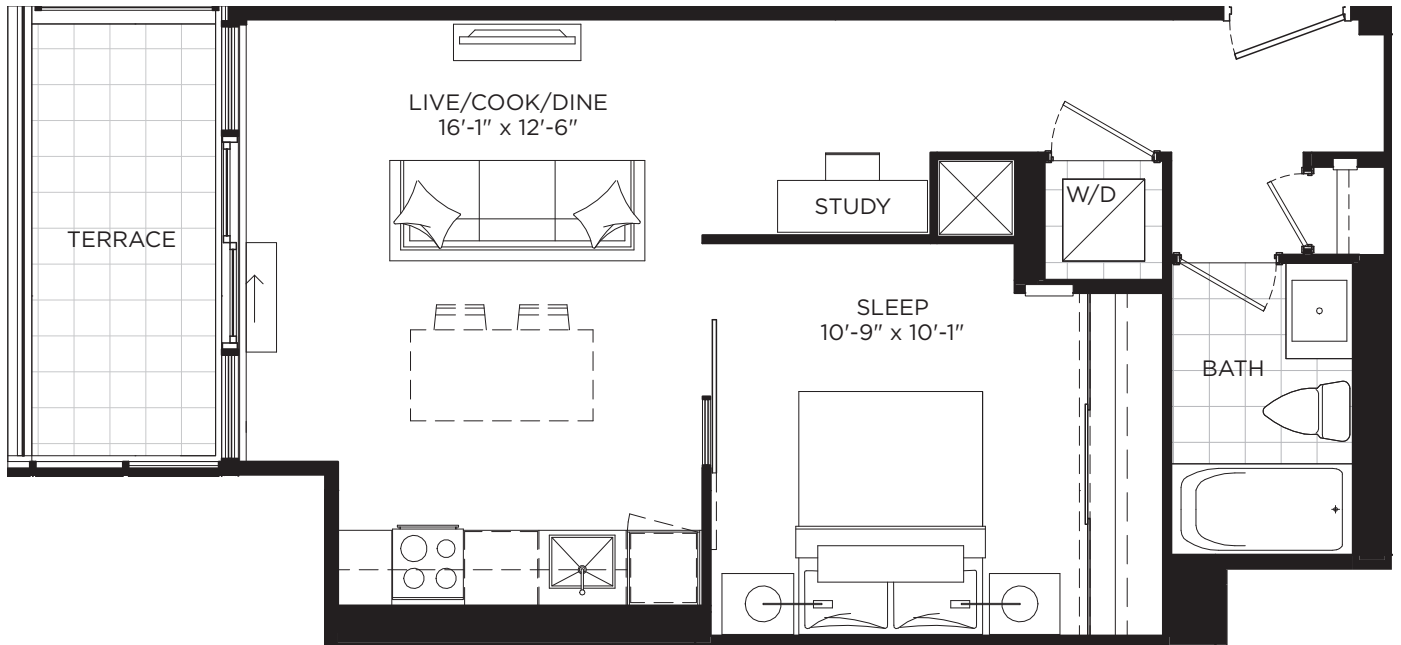 LIVE/COOK/DINE
16'-1" x 12'-6"
TERRACE
STUDY
W/D
SLEEP
10'-9" x 10'-1"
BATH